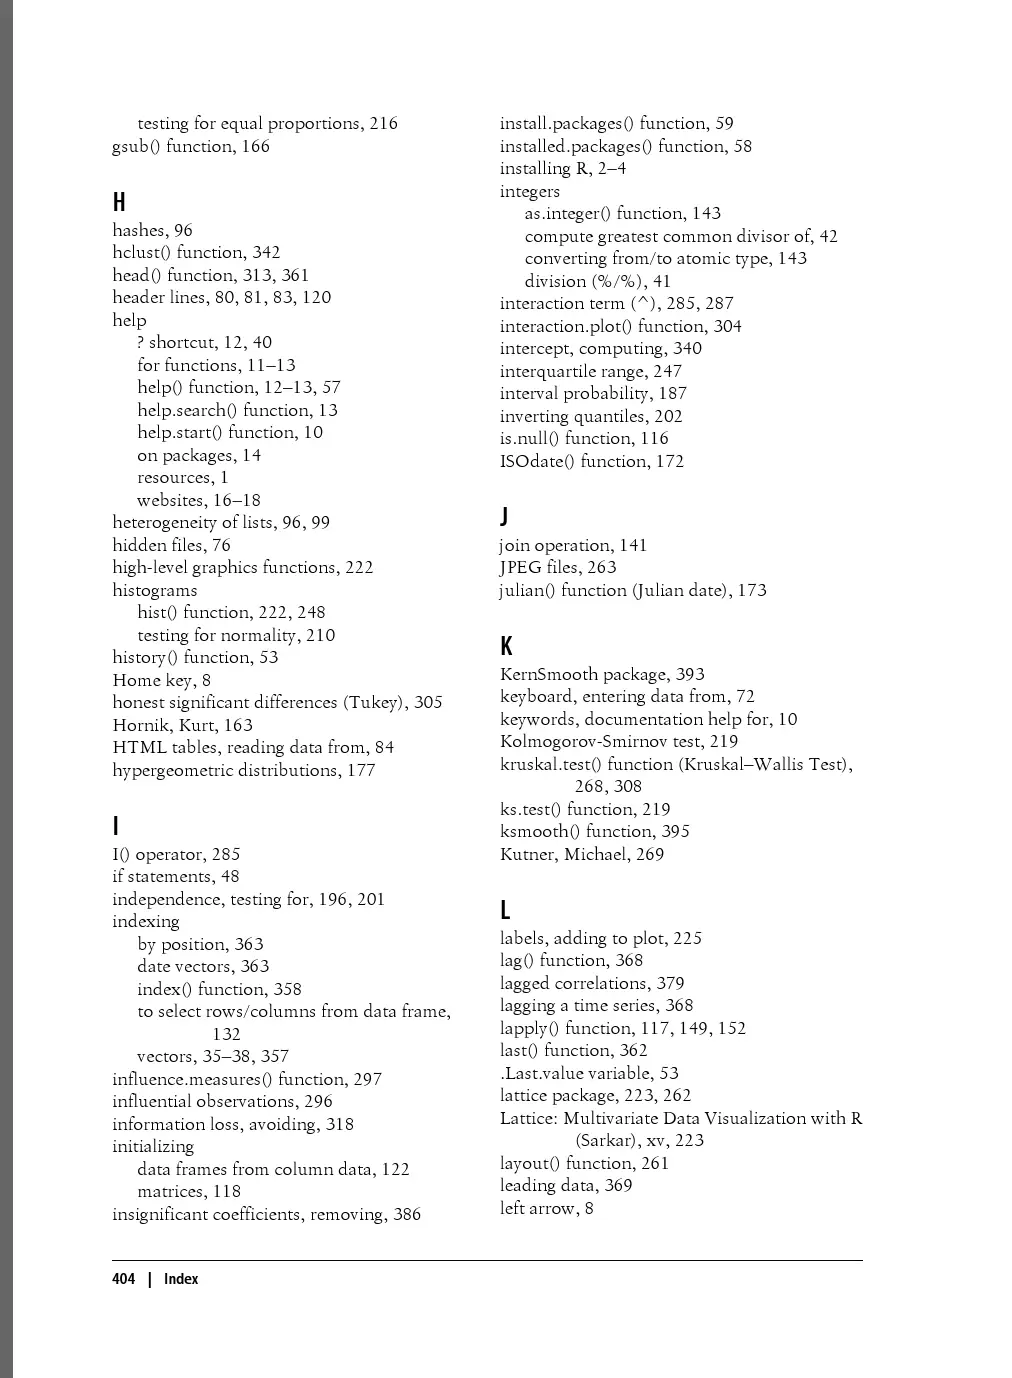 testing for equal proportions, 216
gsub() function, 166
H
hashes, 96
hclust() function, 342
head() function, 313, 361
header lines, 80, 81, 83, 120
help
? shortcut, 12, 40
for functions, 11–13
help() function, 12–13, 57
help.search() function, 13
help.start() function, 10
on packages, 14
resources, 1
websites, 16–18
heterogeneity of lists, 96, 99
hidden files, 76
high-level graphics functions, 222
histograms
hist() function, 222, 248
testing for normality, 210
history() function, 53
Home key, 8
honest significant differences (Tukey), 305
Hornik, Kurt, 163
HTML tables, reading data from, 84
hypergeometric distributions, 177
I
I() operator, 285
if statements, 48
independence, testing for, 196, 201
indexing
by position, 363
date vectors, 363
index() function, 358
to select rows/columns from data frame,
132
vectors, 35–38, 357
influence.measures() function, 297
influential observations, 296
information loss, avoiding, 318
initializing
data frames from column data, 122
matrices, 118
insignificant coefficients, removing, 386
install.packages() function, 59
installed.packages() function, 58
installing R, 2–4
integers
as.integer() function, 143
compute greatest common divisor of, 42
converting from/to atomic type, 143
division (%/%), 41
interaction term (^), 285, 287
interaction.plot() function, 304
intercept, computing, 340
interquartile range, 247
interval probability, 187
inverting quantiles, 202
is.null() function, 116
ISOdate() function, 172
J
join operation, 141
JPEG files, 263
julian() function (Julian date), 173
K
KernSmooth package, 393
keyboard, entering data from, 72
keywords, documentation help for, 10
Kolmogorov-Smirnov test, 219
kruskal.test() function (Kruskal–Wallis Test),
268, 308
ks.test() function, 219
ksmooth() function, 395
Kutner, Michael, 269
L
labels, adding to plot, 225
lag() function, 368
lagged correlations, 379
lagging a time series, 368
lapply() function, 117, 149, 152
last() function, 362
.Last.value variable, 53
lattice package, 223, 262
Lattice: Multivariate Data Visualization with R
(Sarkar), xv, 223
layout() function, 261
leading data, 369
left arrow, 8
404 | Index